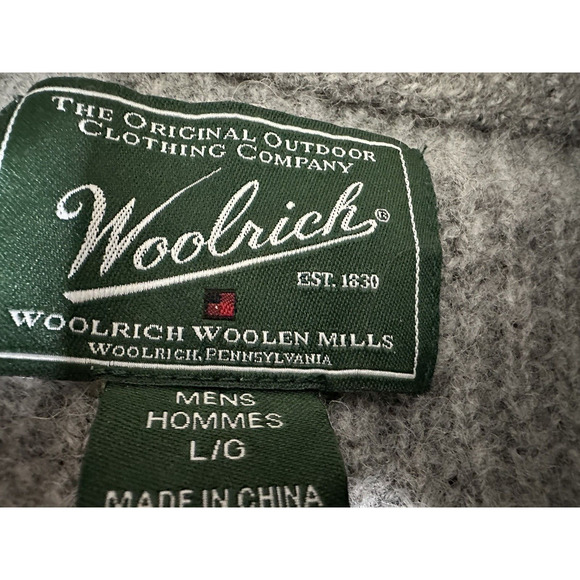 The Original Outdoor
Clothing Company
Woolrich®
Est. 1830
Woolrich Woolen Mills
Woolrich, Pennsylvania
MENS
HOMMES
L/G
MADE IN CHINA